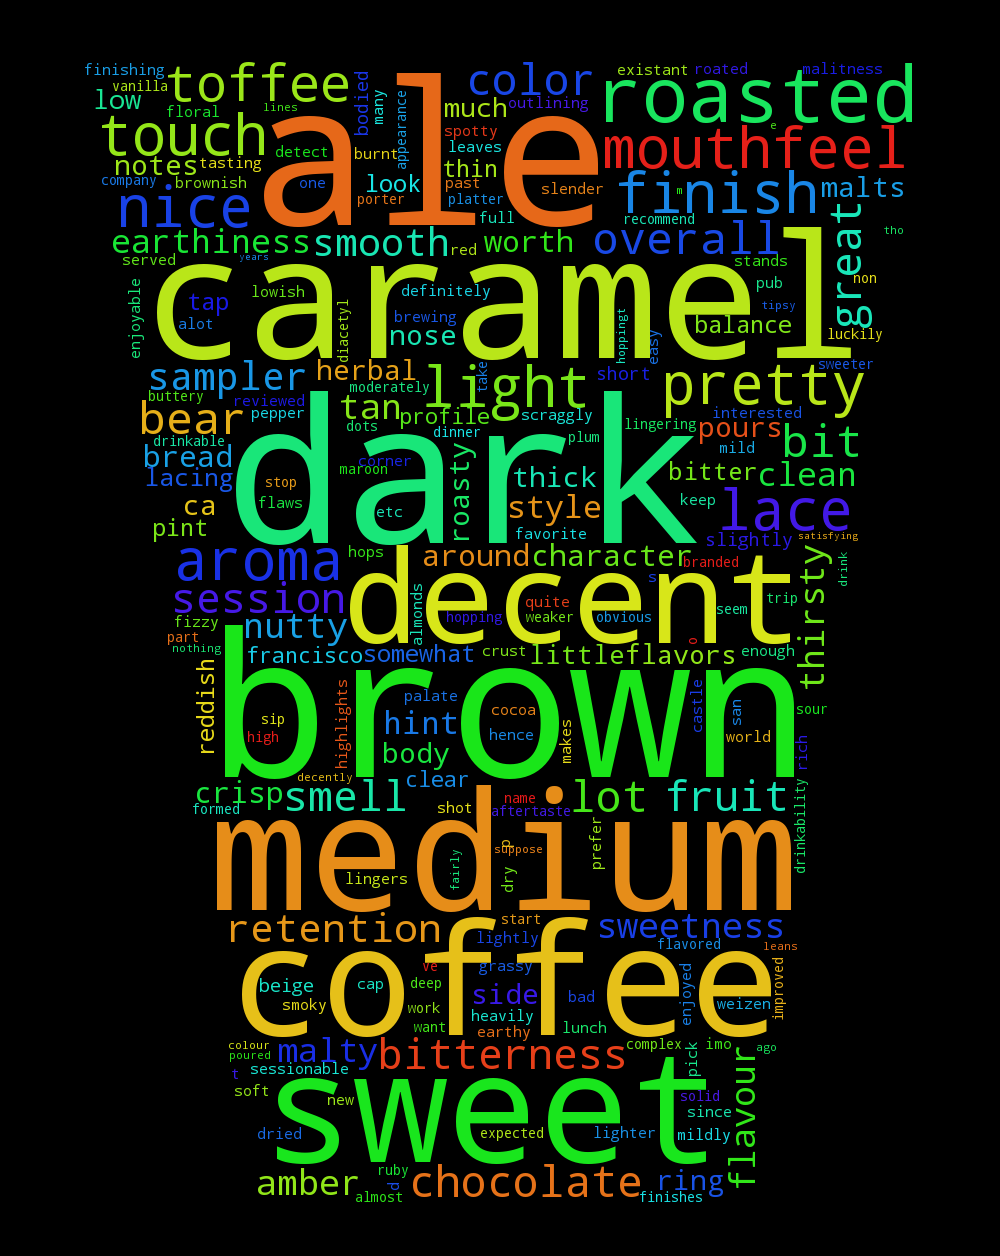 finishing
toffee
color
existant
roated
malitness
vanilla
low
floral
lines
bodied
many
appearance
much
outlining
roasted
touch
ale
spotty
e
detect
burnt
leaves
mouthfeel
notes
tasting
thin
company
brownish
one
look
past
slender
finish
m
malts
nice
porter
platter
full
recommend
great
tho
earthiness
smooth
red
worth
overall
served
years
stands
enjoyable
caramel
pub
non
lowish
definitely
tap
tipsy
alot
diacetyl
brewing
nose
hoppingt
easy
balance
luckily
sampler
herbal
take
light
short
pretty
sweeter
moderately
buttery
reviewed
bear
pepper
tan
profile
scraggly
interested
dots
lingering
pours
drinkable
dark
dinner
plum
mild
bit
bread
corner
maroon
roasty
thick
bitter
clean
lacing
stop
ca
flaws
etc
style
keep
lace
pint
favorite
slightly
satisfying
aroma
hops
around
character
branded
thirsty
drink
session
decent
s
almonds
quite
seem
trip
fizzy
nutty
hopping
weaker
obvious
part
nothing
francisco
somewhat
crust
littleflavors
o
enough
reddish
brown
highlights
palate
castle
san
sip
cocoa
sour
high
hint
hence
makes
world
body
rich
decently
clear
crisp
smell
name
lot
fruit
drinkability
formed
shot
aftertaste
medium
prefer
suppose
p
fairly
dry
lingers
retention
start
sweetness
lightly
flavored
leans
coffee
ve
grassy
improved
beige
cap
deep
side
bad
enjoyed
weizen
smoky
work
heavily
want
earthy
lunch
colour
malty
bitterness
complex
imo
ago
poured
sessionable
pick
flavour
t
sweet
soft
new
solid
since
dried
expected
lighter
mildly
amber
ruby
d
chocolate
ring
almost
finishes